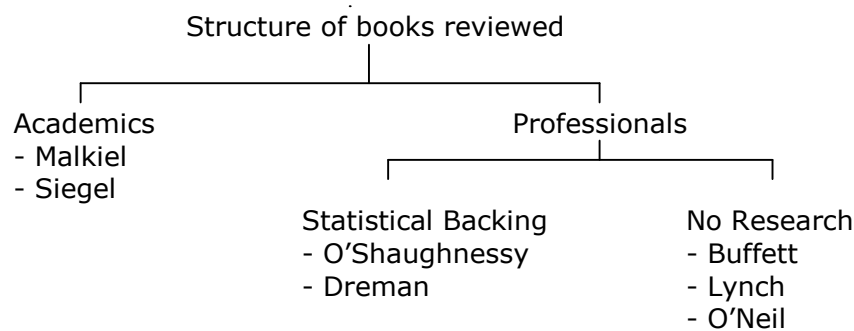 Structure of books reviewed
Academics
- Malkiel
- Siegel
Professionals
Statistical Backing
- O'Shaughnessy
- Dreman
No Research
- Buffett
- Lynch
- O'Neil